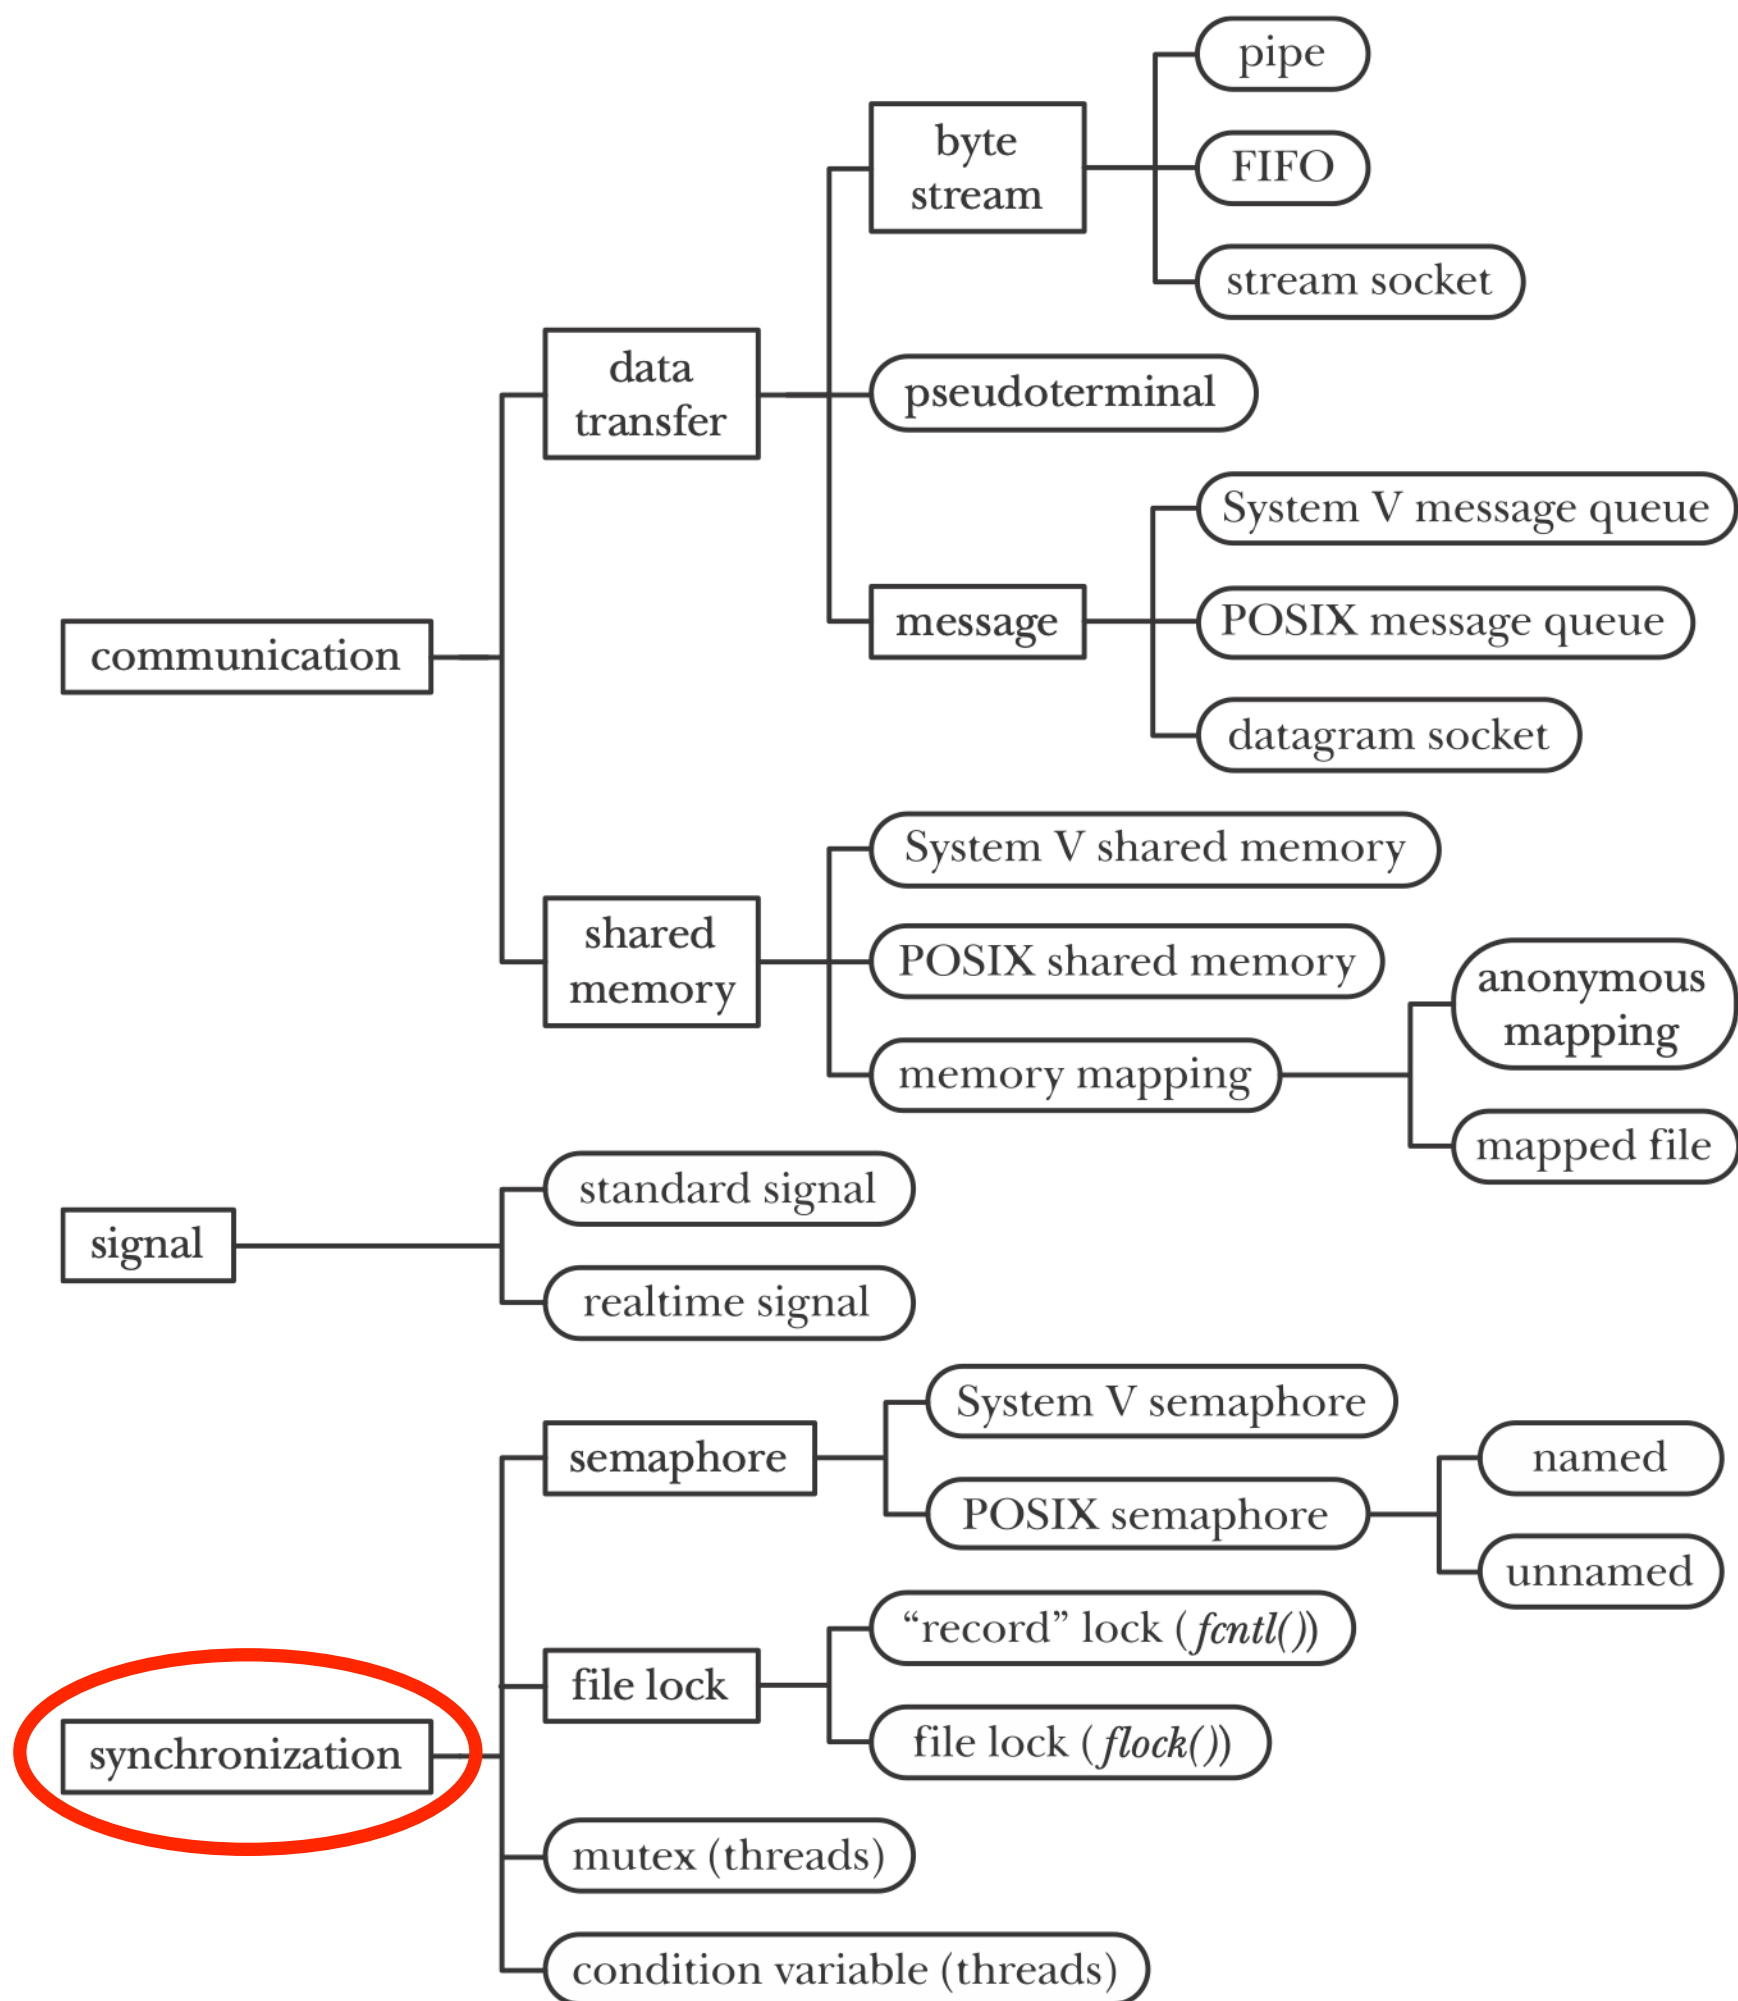 pipe
byte
stream
FIFO
stream socket
data
transfer
pseudoterminal
System V message queue
message
POSIX message queue
datagram socket
communication
System V shared memory
shared
memory
POSIX shared memory
anonymous
mapping
memory mapping
mapped file
standard signal
signal
realtime signal
System V semaphore
semaphore
named
POSIX semaphore
unnamed
“record” lock (fcntl())
file lock
file lock (flock())
synchronization
mutex (threads)
condition variable (threads)